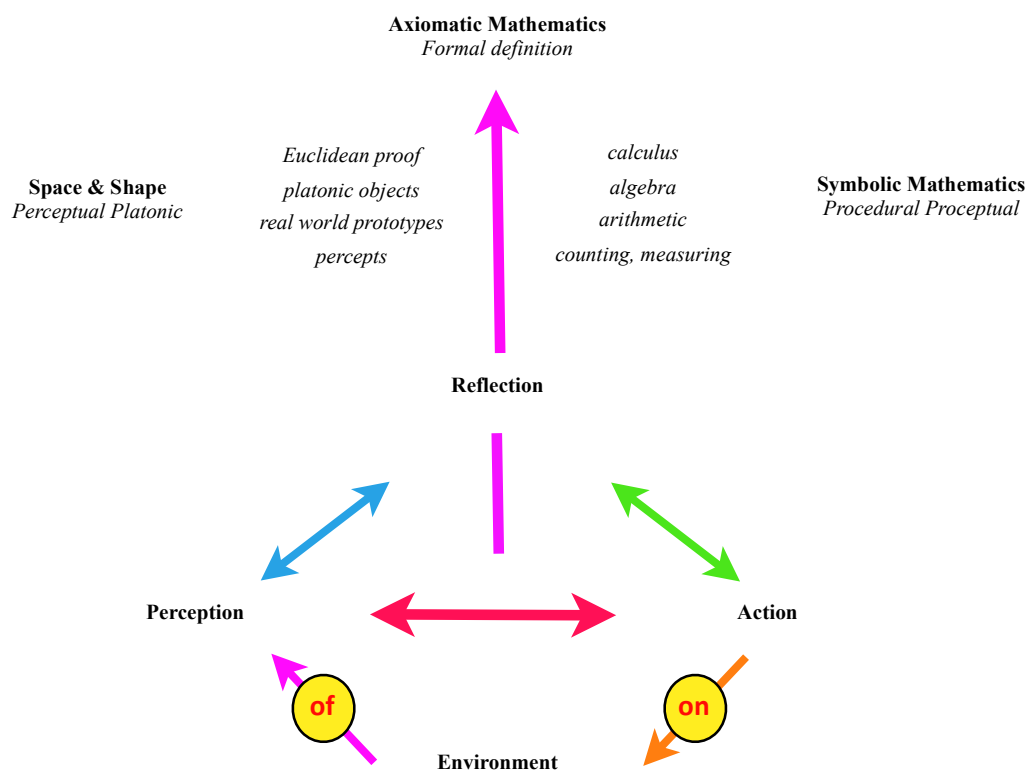 Axiomatic Mathematics
Formal definition
Space & Shape
Perceptual Platonic
Euclidean proof
platonic objects
real world prototypes
percepts
calculus
algebra
arithmetic
counting, measuring
Symbolic Mathematics
Procedural Proceptual
Reflection
Perception
Action
of
on
Environment